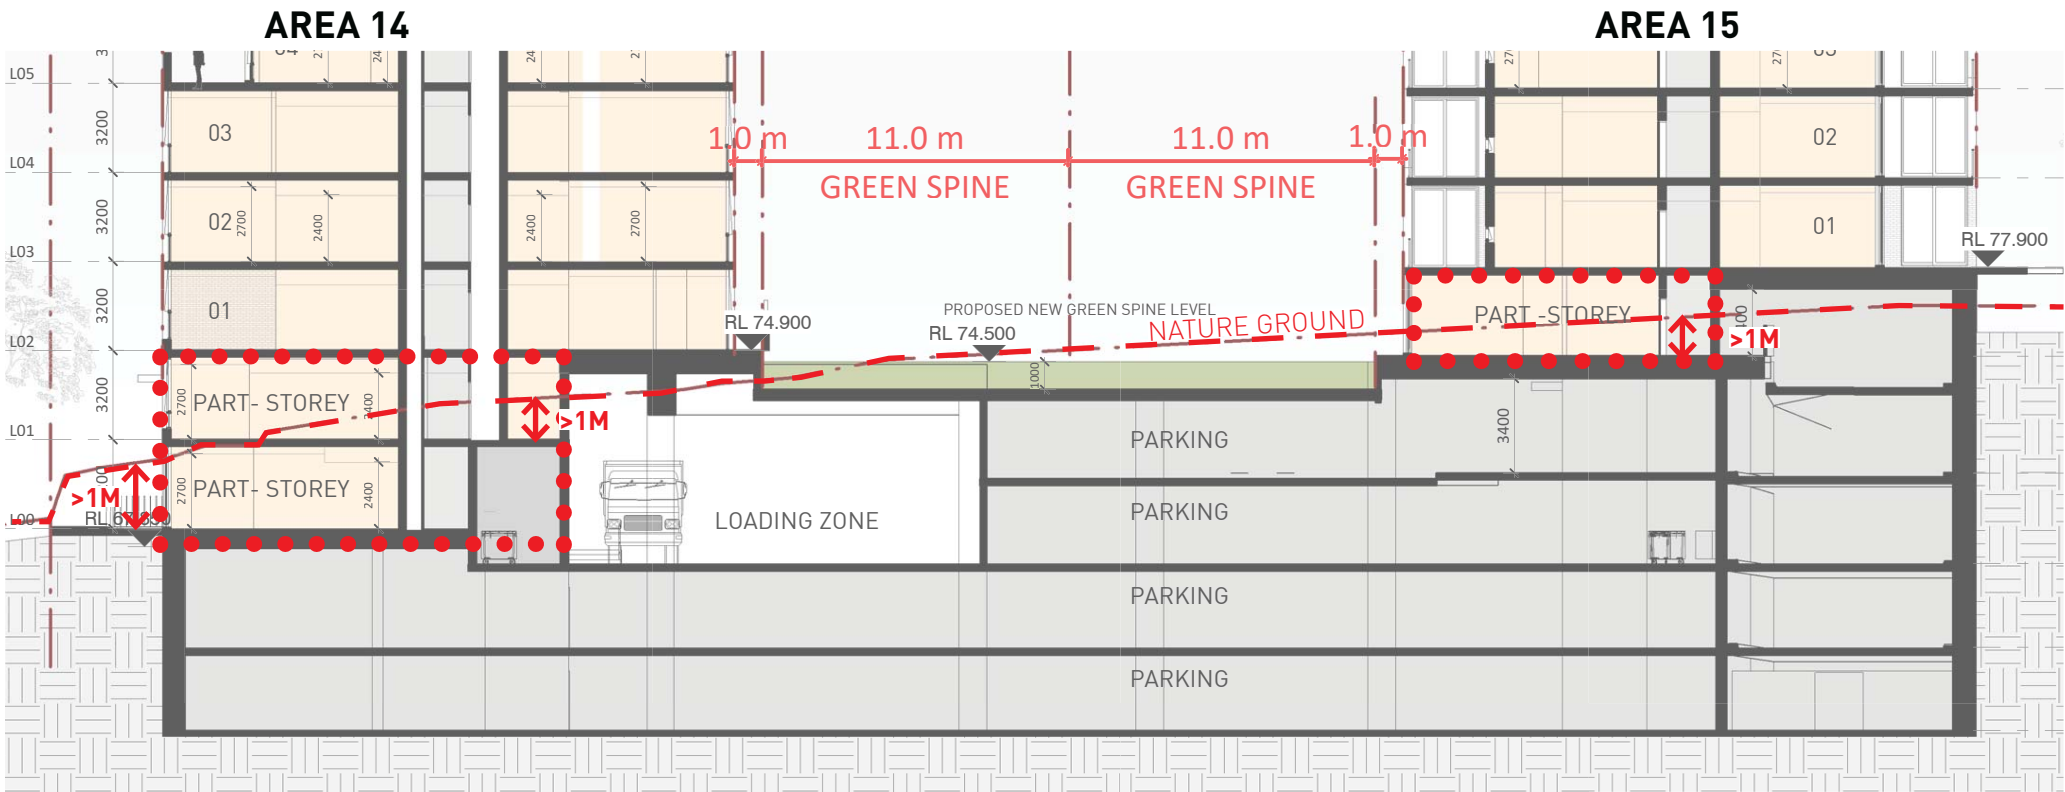 AREA 14
AREA 15
L05
L04
L03
L02
L01
L00
3200
3200
3200
3200
03
02
01
2700
2400
2400
2700
02
01
1.0 m
11.0 m
11.0 m
1.0 m
GREEN SPINE
GREEN SPINE
RL 77.900
PROPOSED NEW GREEN SPINE LEVEL
RL 74.900
RL 74.500
NATURE GROUND
PART -STOREY
>1M
1000
PART- STOREY
2700
>1M
PART- STOREY
2700
2400
>1M
3400
LOADING ZONE
PARKING
PARKING
PARKING
PARKING